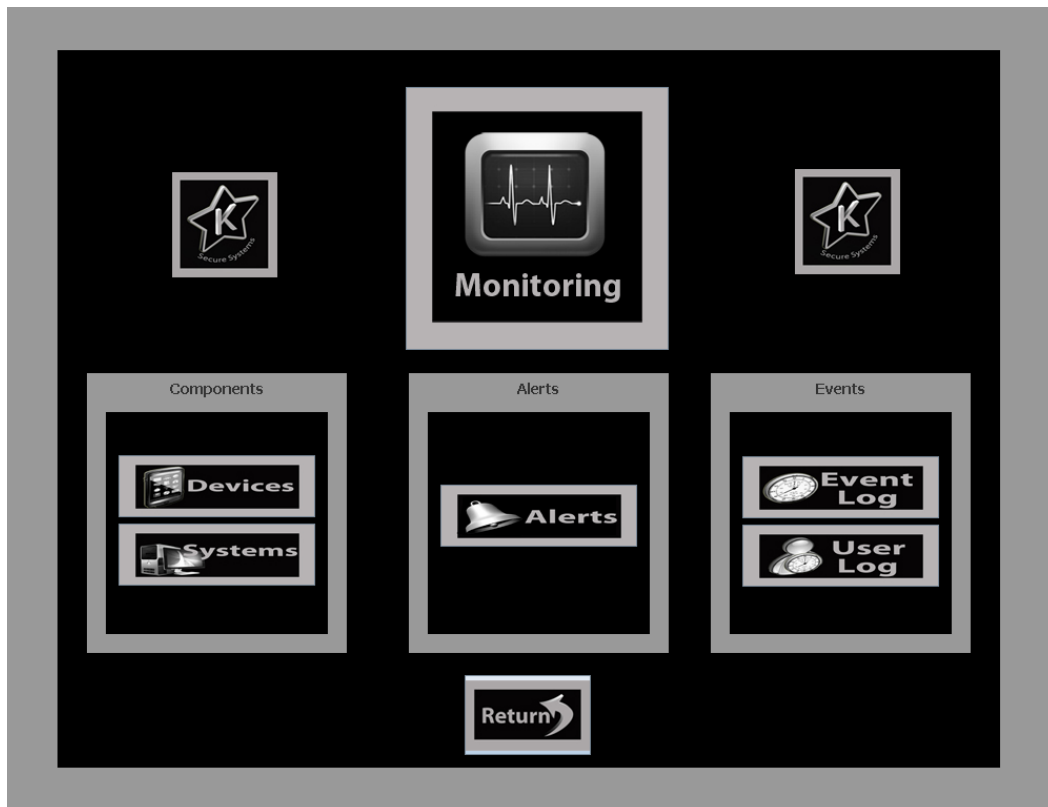 K
Secure Systems
Monitoring
K
Secure Systems
Components
Alerts
Events
Devices
Systems
Alerts
Event
Log
User
Log
Return